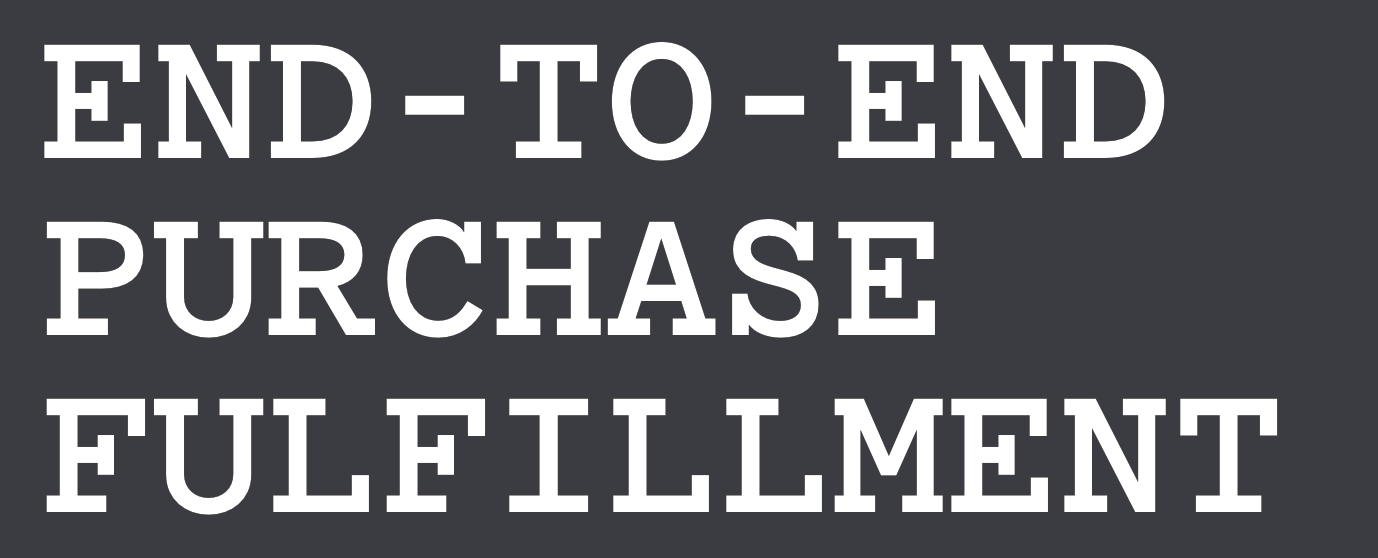 END-TO-END
PURCHASE
FULFILLMENT